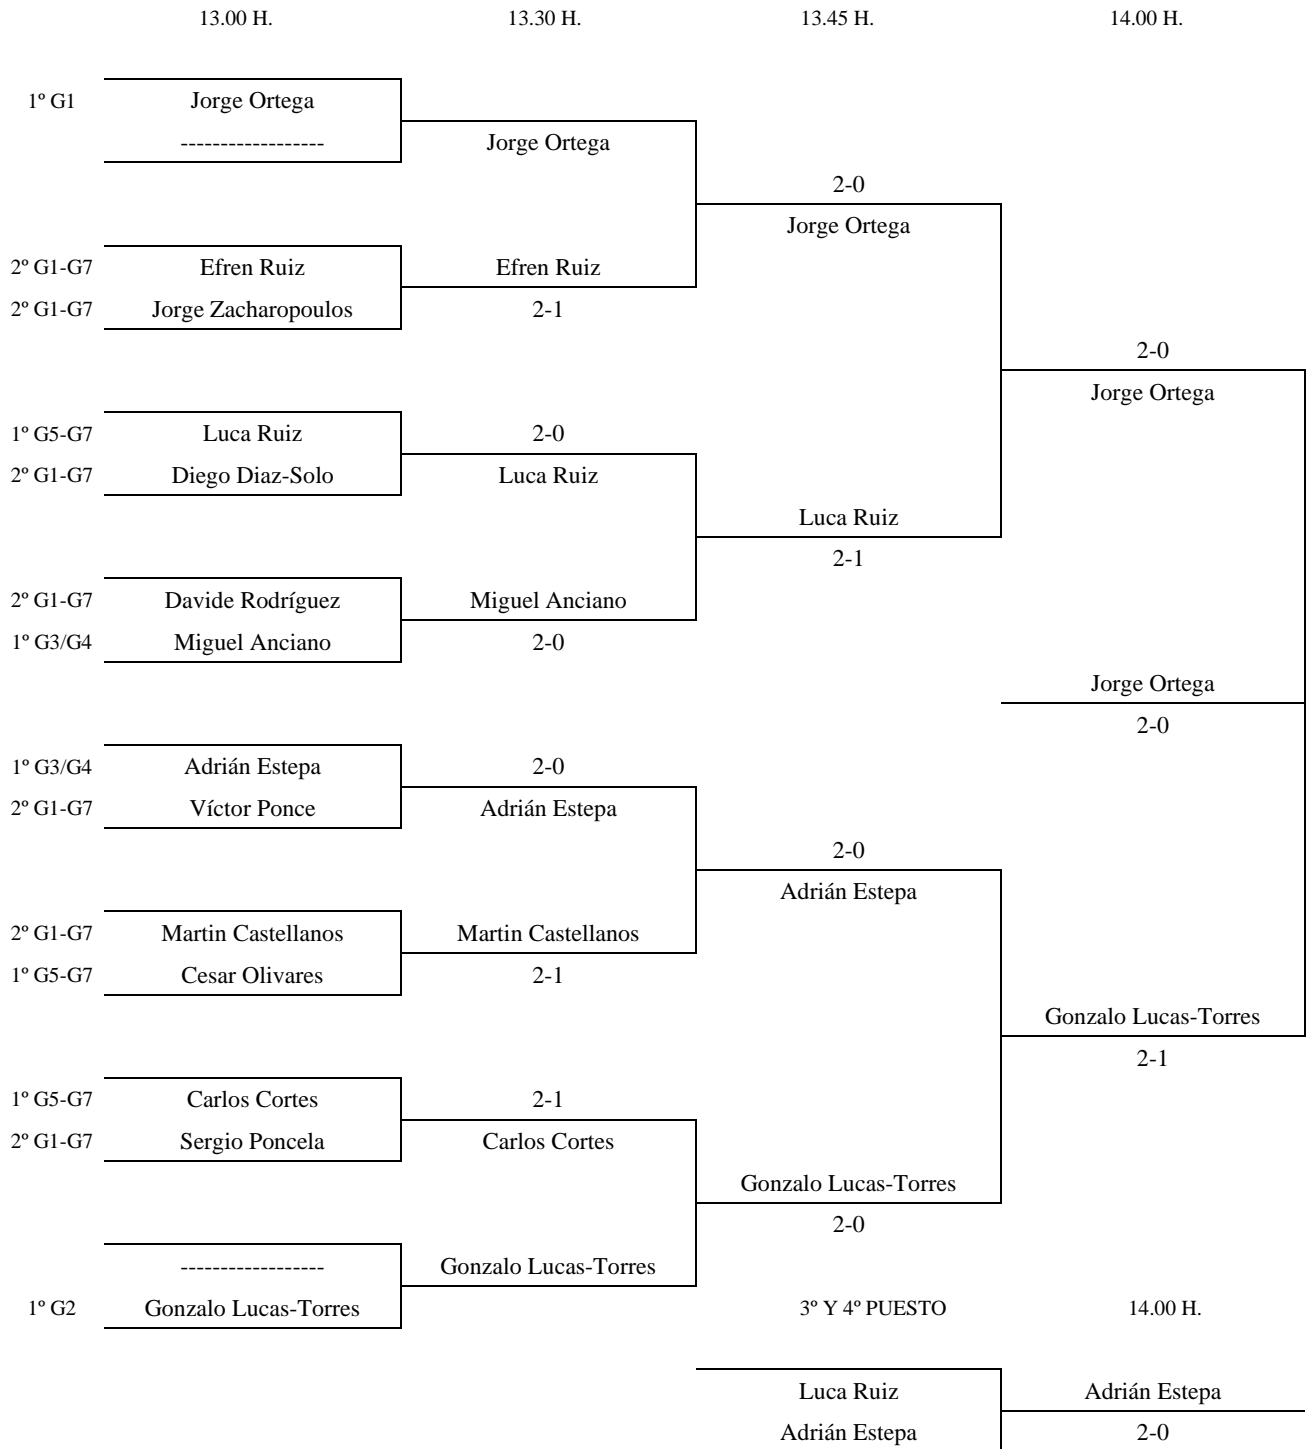 13.00 H. 13.30 H. 13.45 H. 14.00 H.
1º G1 Jorge Ortega
------------------ Jorge Ortega
2-0
Jorge Ortega
2º G1-G7 Efren Ruiz Efren Ruiz
2º G1-G7 Jorge Zacharopoulos 2-1
2-0
Jorge Ortega
1º G5-G7 Luca Ruiz 2-0
2º G1-G7 Diego Diaz-Solo Luca Ruiz
Luca Ruiz
2-1
2º G1-G7 Davide Rodríguez Miguel Anciano
1º G3/G4 Miguel Anciano 2-0
Jorge Ortega
2-0
1º G3/G4 Adrián Estepa 2-0
2º G1-G7 Víctor Ponce Adrián Estepa
2-0
Adrián Estepa
2º G1-G7 Martin Castellanos Martin Castellanos
1º G5-G7 Cesar Olivares 2-1
Gonzalo Lucas-Torres
2-1
1º G5-G7 Carlos Cortes 2-1
2º G1-G7 Sergio Poncela Carlos Cortes
Gonzalo Lucas-Torres
2-0
------------------ Gonzalo Lucas-Torres
1º G2 Gonzalo Lucas-Torres 3º Y 4º PUESTO 14.00 H.
Luca Ruiz Adrián Estepa
Adrián Estepa 2-0